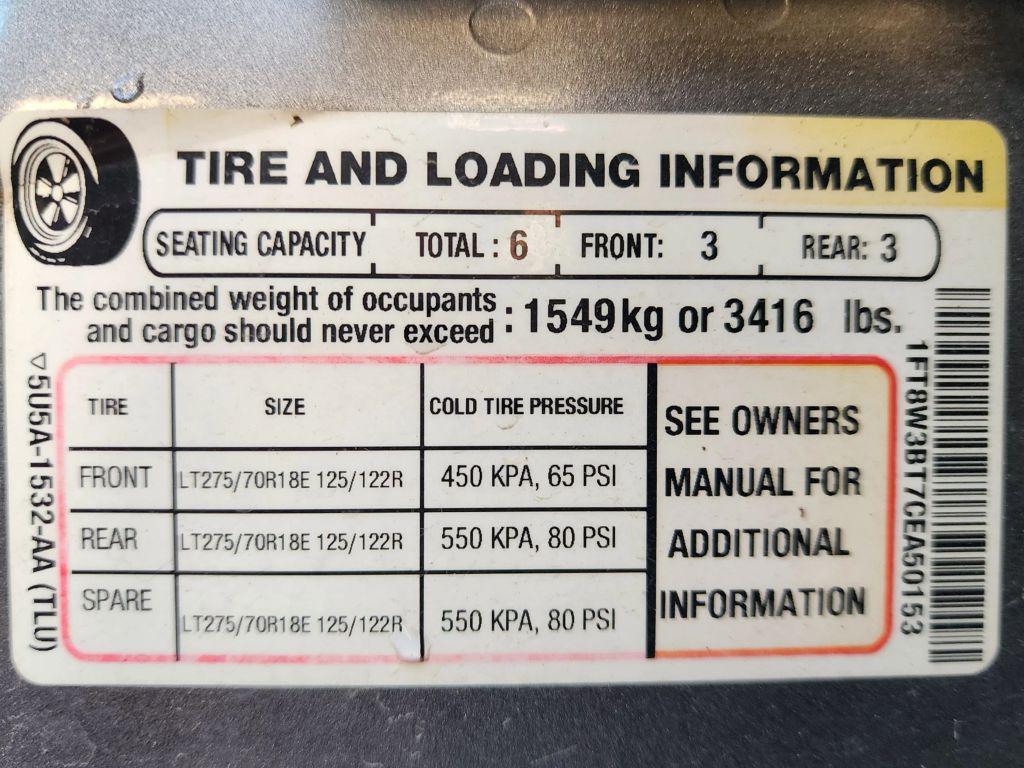 TIRE AND LOADING INFORMATION
SEATING CAPACITY TOTAL : 6 FRONT: 3 REAR: 3
The combined weight of occupants
and cargo should never exceed : 1549kg or 3416 lbs.
TIRE SIZE COLD TIRE PRESSURE
FRONT LT275/70R18E 125/122R 450 KPA, 65 PSI
REAR LT275/70R18E 125/122R 550 KPA, 80 PSI
SPARE LT275/70R18E 125/122R 550 KPA, 80 PSI
SEE OWNERS
MANUAL FOR
ADDITIONAL
INFORMATION
5U5A-1532-AA (TLU)
1FT8W3BT7CEA50153